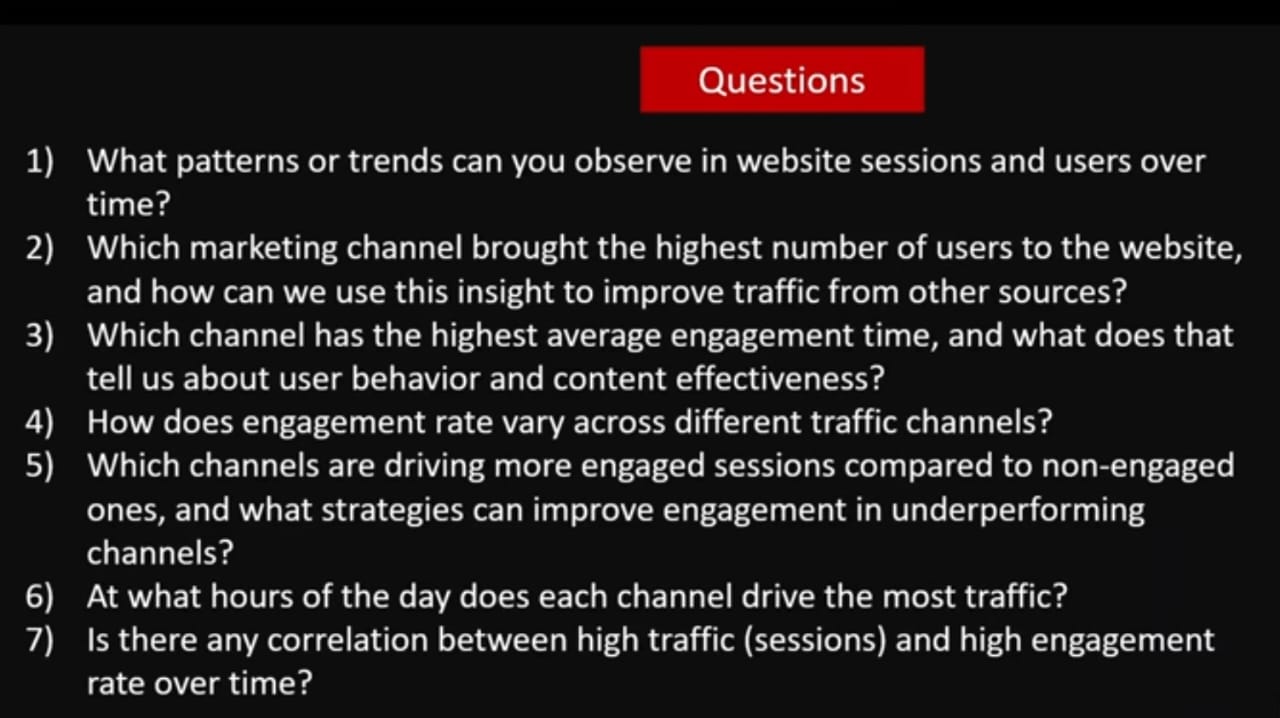 Questions
1) What patterns or trends can you observe in website sessions and users over
time?
2) Which marketing channel brought the highest number of users to the website,
and how can we use this insight to improve traffic from other sources?
3) Which channel has the highest average engagement time, and what does that
tell us about user behavior and content effectiveness?
4) How does engagement rate vary across different traffic channels?
5) Which channels are driving more engaged sessions compared to non-engaged
ones, and what strategies can improve engagement in underperforming
channels?
6) At what hours of the day does each channel drive the most traffic?
7) Is there any correlation between high traffic (sessions) and high engagement
rate over time?